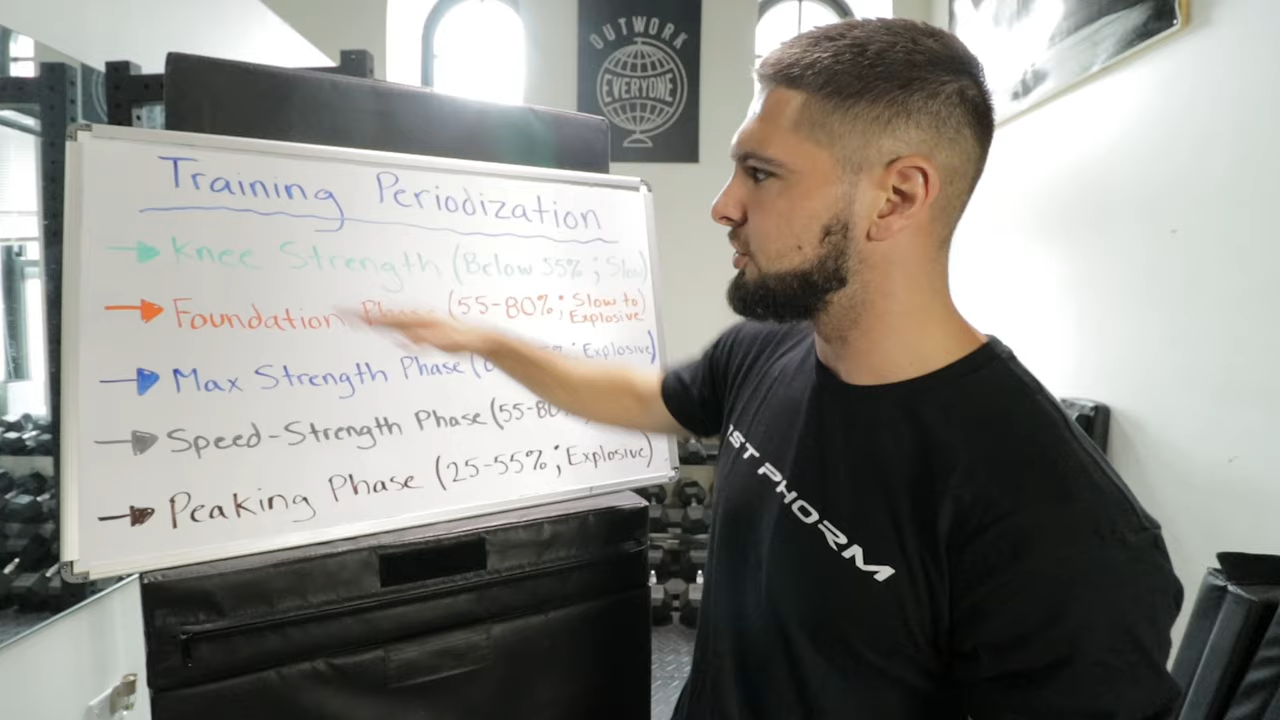 OUTWORK
EVERYONE
Training Periodization
Knee Strength (Below 55%; Slow)
Foundation Phase (55-80%; Slow to
Explosive)
Max Strength Phase ( Explosive)
Speed-Strength Phase (55-80
Peaking Phase (25-55%; Explosive)
1ST PHORM